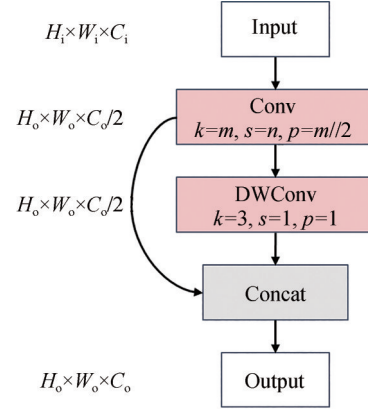 Hi×Wi×Ci
Input
Ho×Wo×Co/2
Conv
k=m, s=n, p=m//2
Ho×Wo×Co/2
DWConv
k=3, s=1, p=1
Concat
Ho×Wo×Co
Output